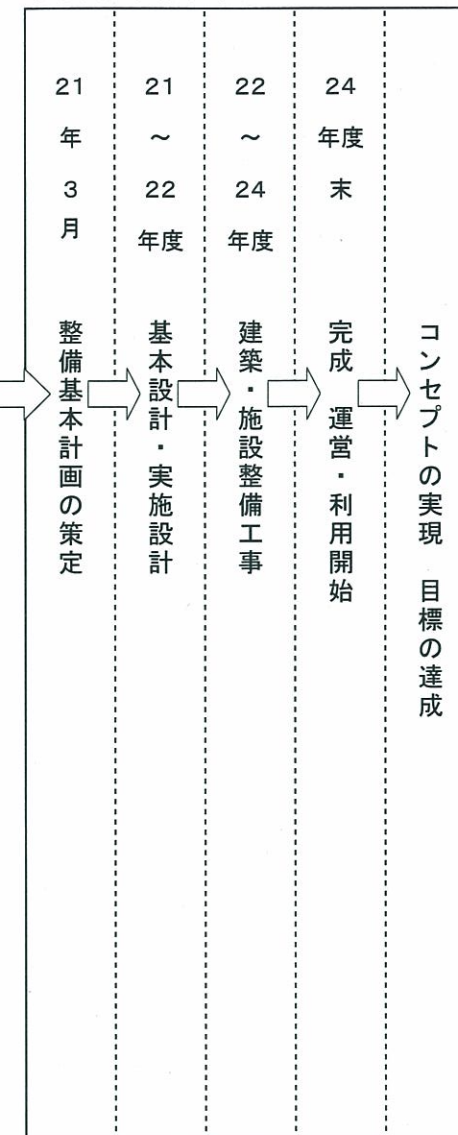 21年3月
整備基本計画の策定
21～22年度
基本設計・実施設計
22～24年度
建築・施設整備工事
24年度末
完成　運営・利用開始
コンセプトの実現　目標の達成